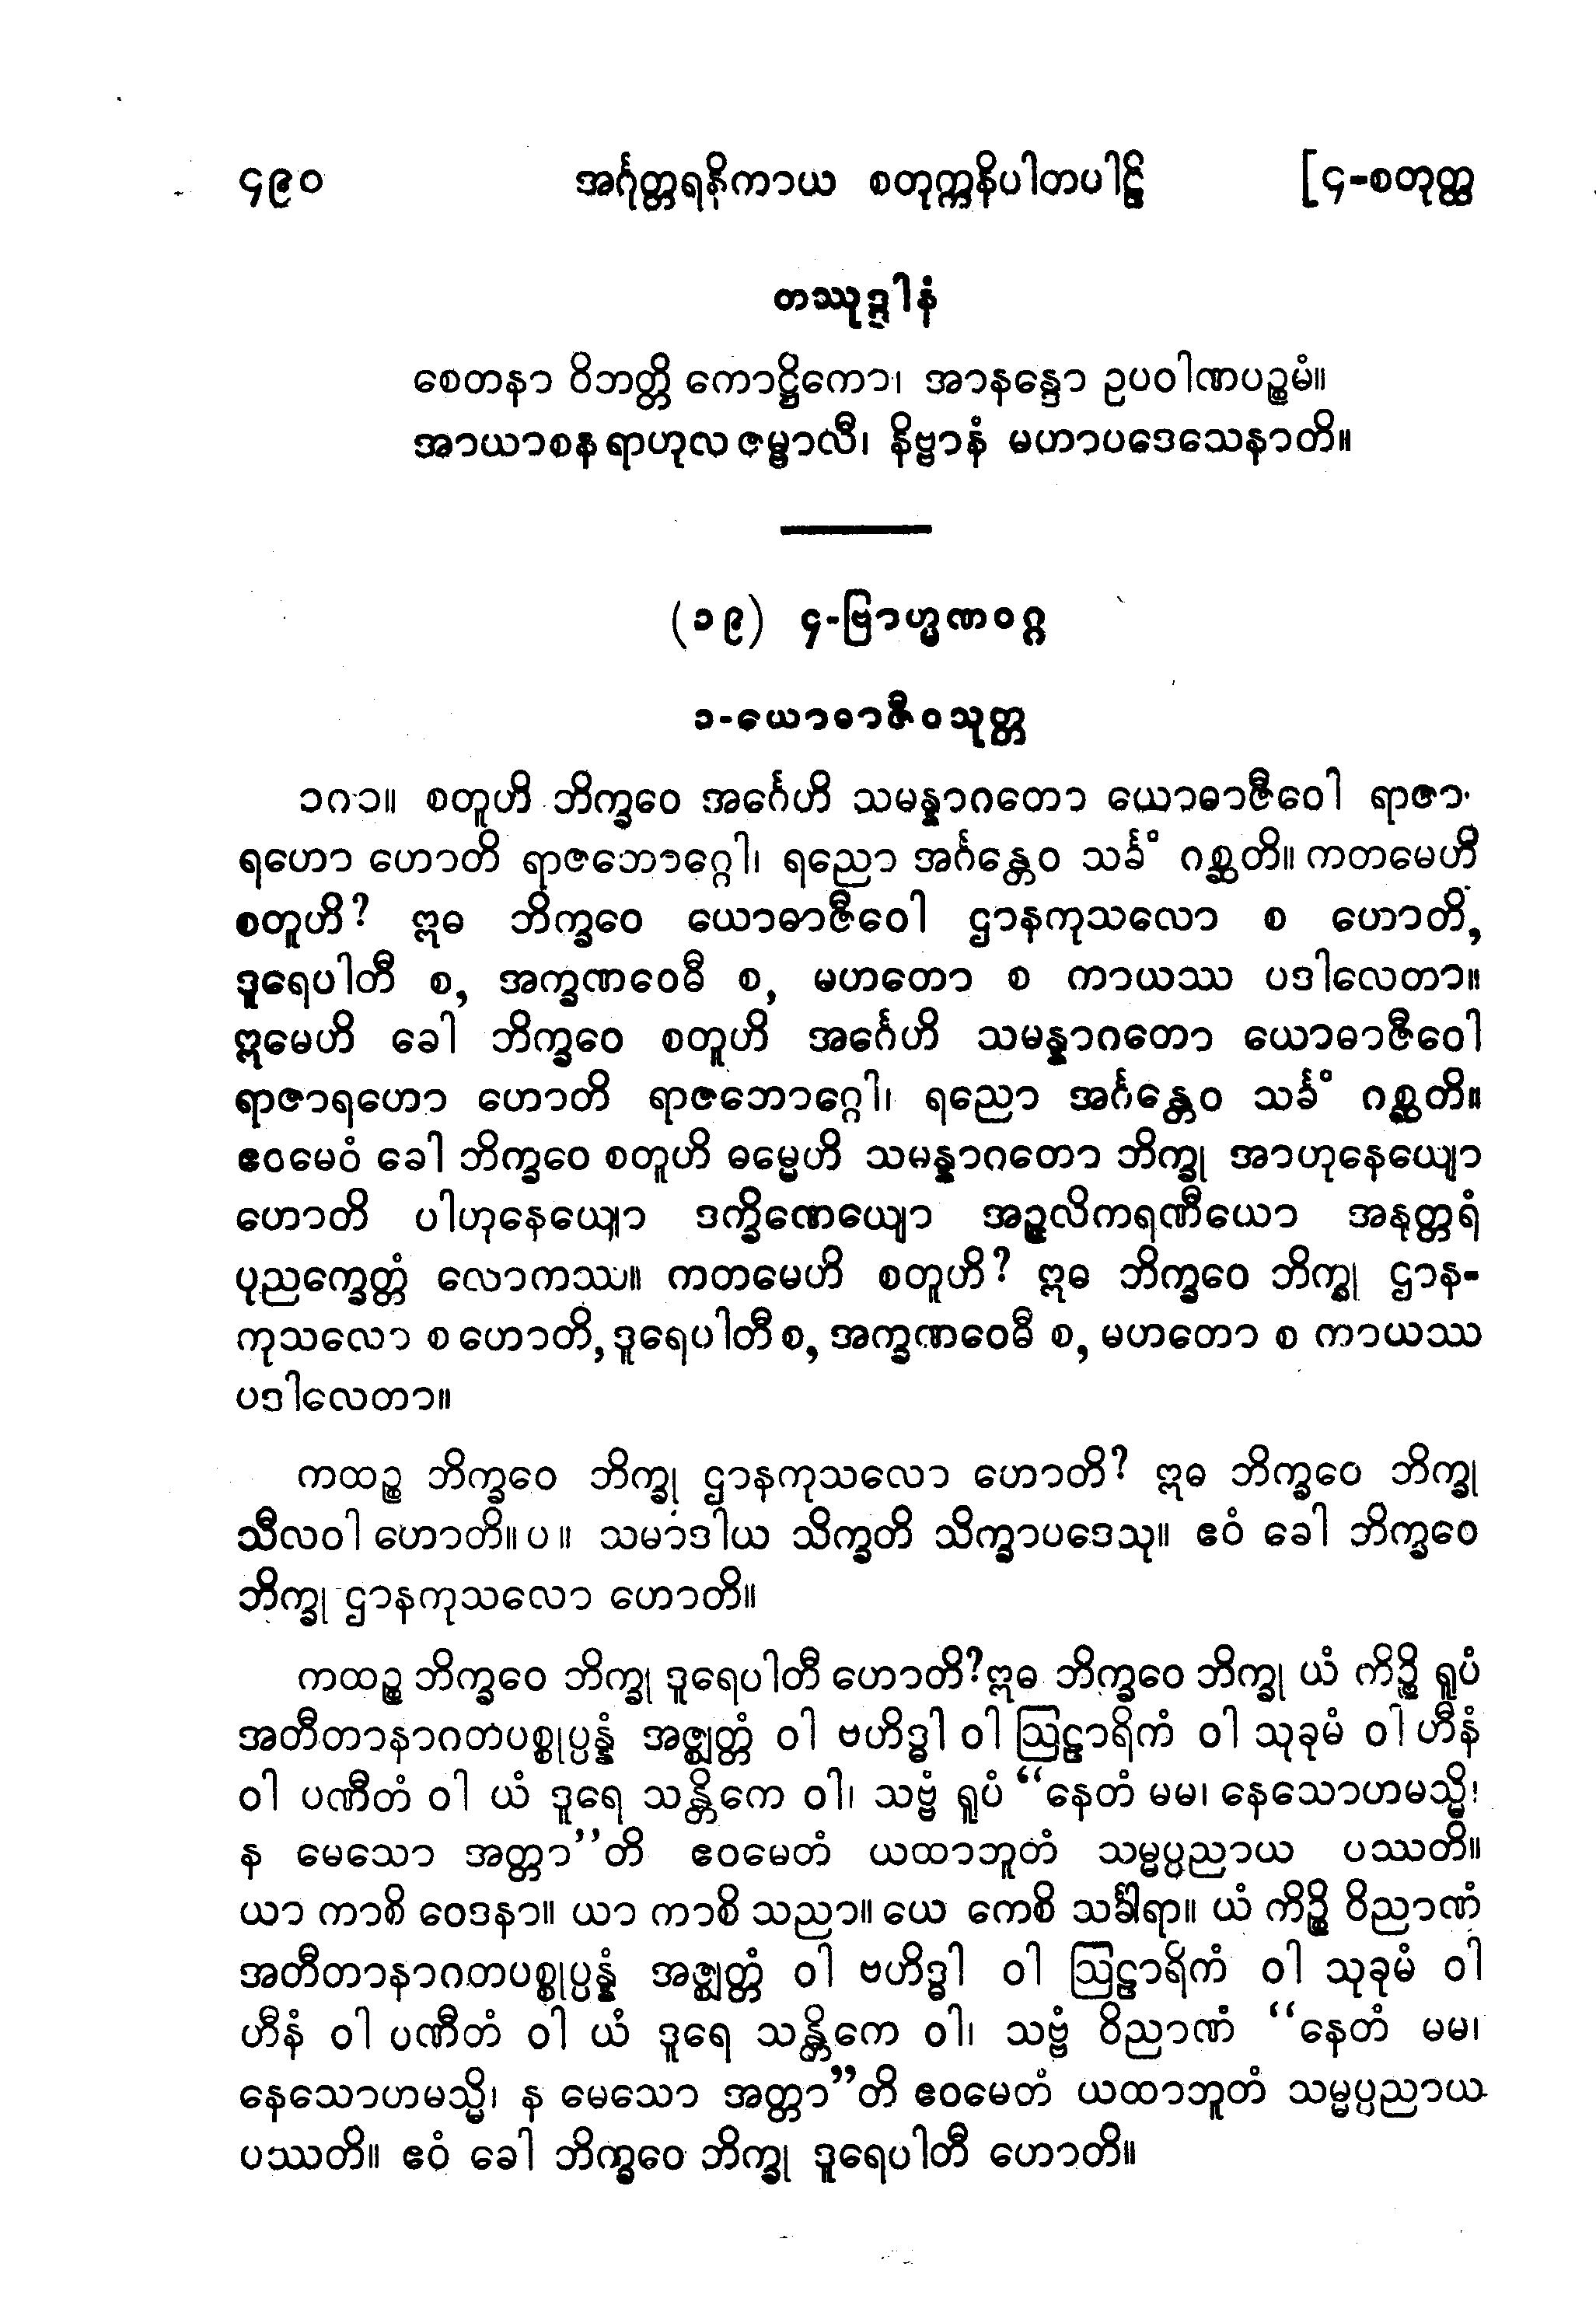 ၄၉၀ အင်္ဂုတ္တရနိကာယ စတုက္ကနိပါတပါဠိ [၄-စတုတ္ထ
တဿုဒ္ဒါနံ
စေတနာ ဝိဘတ္တိ ကောဋ္ဌိကော၊ အာနန္ဒော ဥပဝါဏပဉ္စမံ။
အာယာစန ရာဟုလ ဇမ္ဗာလီ၊ နိဗ္ဗာနံ မဟာပဒေသေနာတိ။
(၁၉) ၄-ဗြာဟ္မဏဝဂ္ဂ
၁-ယောဓာဇီဝသုတ္တ
၁၈၁။ စတူဟိ ဘိက္ခဝေ အင်္ဂေဟိ သမန္နာဂတော ယောဓာဇီဝေါ ရာဇာ-
ရဟော ဟောတိ ရာဇဘောဂ္ဂေါ၊ ရညော အင်္ဂန္တေဝ သင်္ခံ ဂစ္ဆတိ။ ကတမေဟိ
စတူဟိ? ဣဓ ဘိက္ခဝေ ယောဓာဇီဝေါ ဌာနကုသလော စ ဟောတိ,
ဒူရေပါတီ စ, အက္ခဏဝေဓီ စ, မဟတော စ ကာယဿ ပဒါလေတာ။
ဣမေဟိ ခေါ ဘိက္ခဝေ စတူဟိ အင်္ဂေဟိ သမန္နာဂတော ယောဓာဇီဝေါ
ရာဇာရဟော ဟောတိ ရာဇဘောဂ္ဂေါ၊ ရညော အင်္ဂန္တေဝ သင်္ခံ ဂစ္ဆတိ။
ဧဝမေဝံ ခေါ ဘိက္ခဝေ စတူဟိ ဓမ္မေဟိ သမန္နာဂတော ဘိက္ခု အာဟုနေယျော
ဟောတိ ပါဟုနေယျော ဒက္ခိဏေယျော အဉ္ဇလိကရဏီယော အနုတ္တရံ
ပုညက္ခေတ္တံ လောကဿ။ ကတမေဟိ စတူဟိ? ဣဓ ဘိက္ခဝေ ဘိက္ခု ဌာန-
ကုသလော စ ဟောတိ, ဒူရေပါတီ စ, အက္ခဏဝေဓီ စ, မဟတော စ ကာယဿ
ပဒါလေတာ။
ကထဉ္စ ဘိက္ခဝေ ဘိက္ခု ဌာနကုသလော ဟောတိ? ဣဓ ဘိက္ခဝေ ဘိက္ခု
သီလဝါ ဟောတိ။ပ။ သမာဒါယ သိက္ခတိ သိက္ခာပဒေသု။ ဧဝံ ခေါ ဘိက္ခဝေ
ဘိက္ခု ဌာနကုသလော ဟောတိ။
ကထဉ္စ ဘိက္ခဝေ ဘိက္ခု ဒူရေပါတီ ဟောတိ? ဣဓ ဘိက္ခဝေ ဘိက္ခု ယံ ကိဉ္စိ ရူပံ
အတီတာနာဂတပစ္စုပ္ပန္နံ အဇ္ဈတ္တံ ဝါ ဗဟိဒ္ဓါ ဝါ ဩဠာရိကံ ဝါ သုခုမံ ဝါ ဟီနံ
ဝါ ပဏီတံ ဝါ ယံ ဒူရေ သန္တိကေ ဝါ၊ သဗ္ဗံ ရူပံ “နေတံ မမ၊ နေသောဟမသ္မိ၊
န မေသော အတ္တာ”တိ ဧဝမေတံ ယထာဘူတံ သမ္မပ္ပညာယ ပဿတိ။
ယာ ကာစိ ဝေဒနာ။ ယာ ကာစိ သညာ။ ယေ ကေစိ သင်္ခါရာ။ ယံ ကိဉ္စိ ဝိညာဏံ
အတီတာနာဂတပစ္စုပ္ပန္နံ အဇ္ဈတ္တံ ဝါ ဗဟိဒ္ဓါ ဝါ ဩဠာရိကံ ဝါ သုခုမံ ဝါ
ဟီနံ ဝါ ပဏီတံ ဝါ ယံ ဒူရေ သန္တိကေ ဝါ၊ သဗ္ဗံ ဝိညာဏံ “နေတံ မမ၊
နေသောဟမသ္မိ၊ န မေသော အတ္တာ”တိ ဧဝမေတံ ယထာဘူတံ သမ္မပ္ပညာယ
ပဿတိ။ ဧဝံ ခေါ ဘိက္ခဝေ ဘိက္ခု ဒူရေပါတီ ဟောတိ။